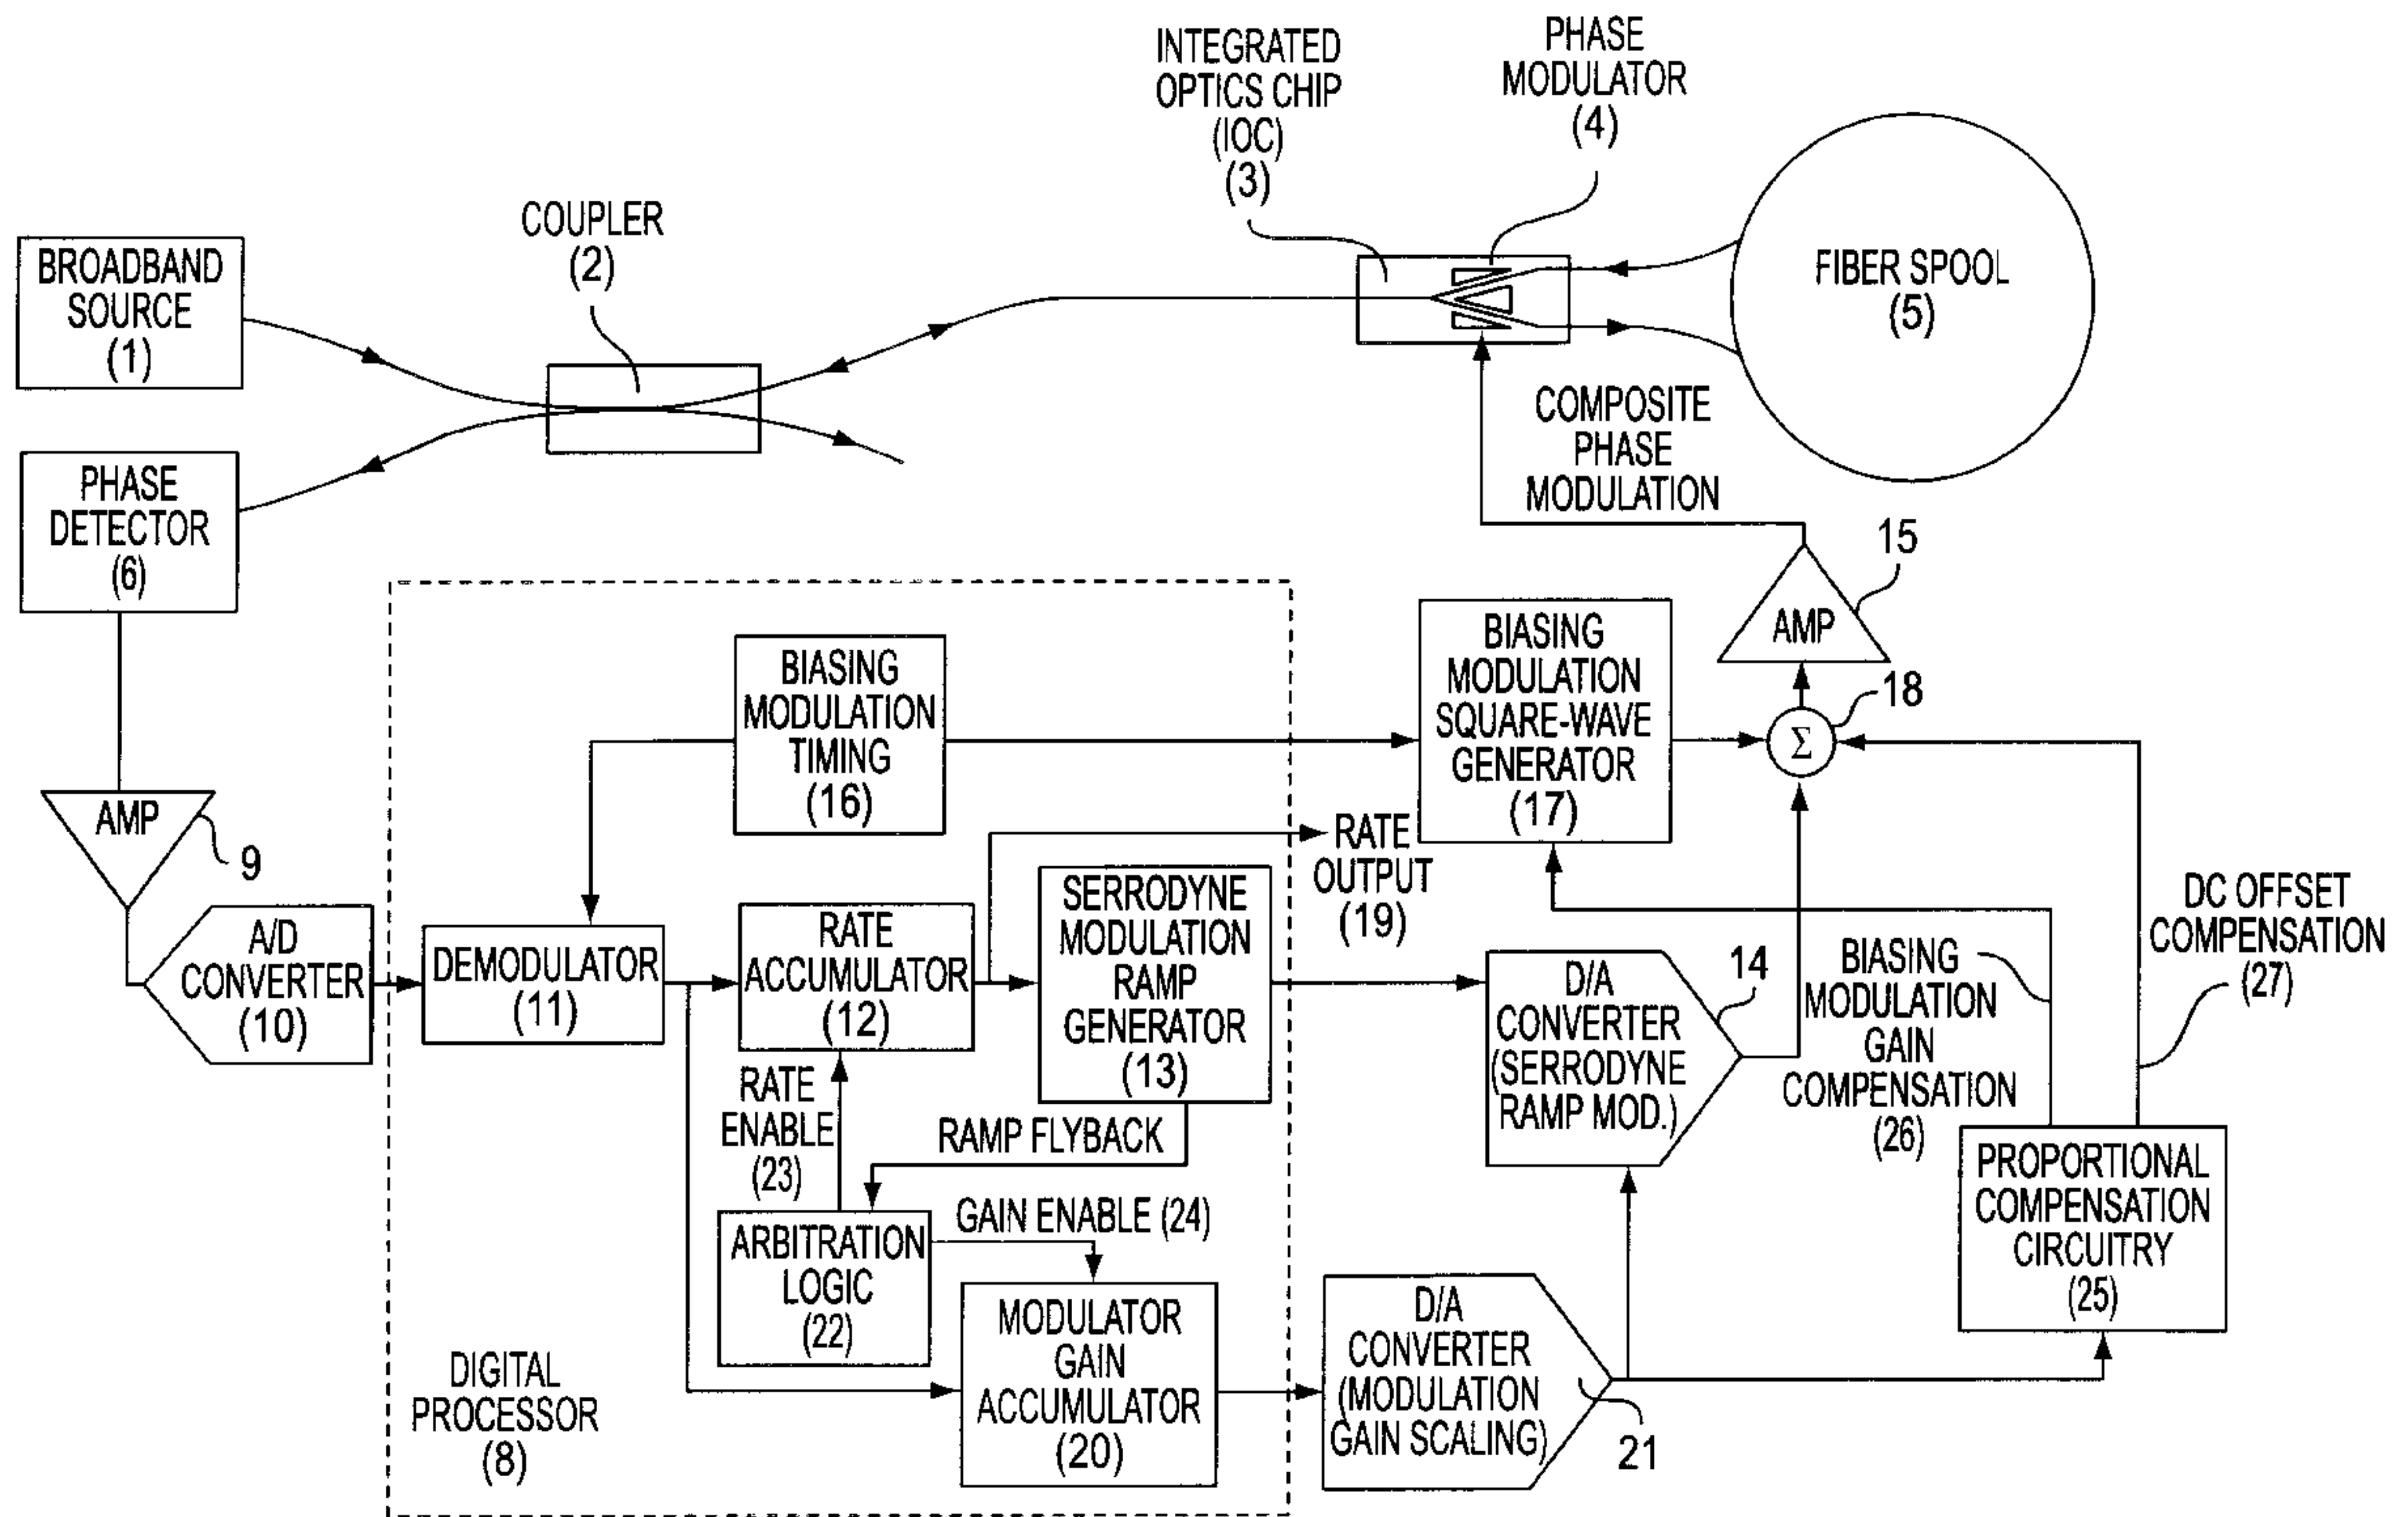 INTEGRATED
OPTICS CHIP
(IOC)
(3)
PHASE
MODULATOR
(4)
COUPLER
(2)
BROADBAND
SOURCE
(1)
FIBER SPOOL
(5)
COMPOSITE
PHASE
MODULATION
PHASE
DETECTOR
(6)
15
AMP
18
Σ
BIASING
MODULATION
TIMING
(16)
BIASING
MODULATION
SQUARE-WAVE
GENERATOR
(17)
AMP
9
RATE
OUTPUT
(19)
A/D
CONVERTER
(10)
DEMODULATOR
(11)
RATE
ACCUMULATOR
(12)
SERRODYNE
MODULATION
RAMP
GENERATOR
(13)
D/A
CONVERTER
(SERRODYNE
RAMP MOD.)
14
BIASING
MODULATION
GAIN
COMPENSATION
(26)
DC OFFSET
COMPENSATION
(27)
RATE
ENABLE
(23)
RAMP FLYBACK
GAIN ENABLE (24)
ARBITRATION
LOGIC
(22)
PROPORTIONAL
COMPENSATION
CIRCUITRY
(25)
MODULATOR
GAIN
ACCUMULATOR
(20)
D/A
CONVERTER
(MODULATION
GAIN SCALING)
21
DIGITAL
PROCESSOR
(8)